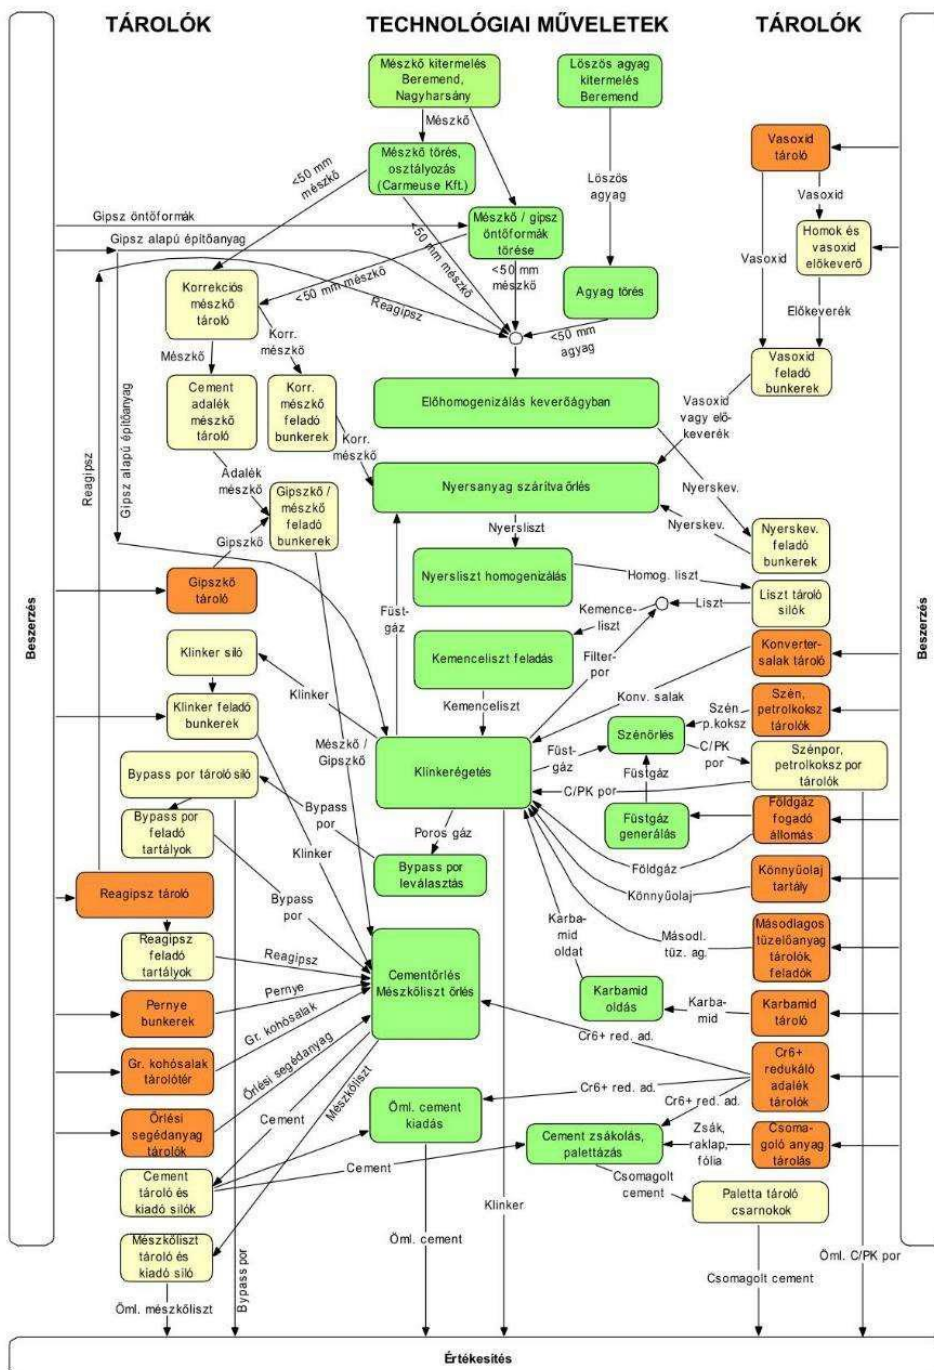 TÁROLÓK
TECHNOLÓGIAI MŰVELETEK
TÁROLÓK
Mészkő kitermelés
Beremend,
Nagyharsány
Löszös agyag
kitermelés
Beremend
Mészkő
Vasoxid
tároló
Mészkő törés,
osztályozás
(Carmeuse Kft.)
<50 mm
mészkő
Löszös
agyag
Vasoxid
Gipsz öntőformák
Mészkő / gipsz
öntőformák
törése
Homok és
vasoxid
előkeverő
Gipsz alapú építőanyag
<50 mm mészkő
Vasoxid
<50 mm mészkő
<50 mm
mészkő
Korrekciós
mészkő
tároló
Reagipsz
Agyag törés
Előkeverék
Korr.
mészkő
<50 mm
agyag
Mészkő
Vasoxid
feladó
bunkerek
Cement
adalék
mészkő
tároló
Korr.
mészkő
feladó
bunkerek
Előhomogenizálás keverőágyban
Vasoxid
vagy elő-
keverék
Korr.
mészkő
Gipsz alapú építőanyag
Reagipsz
Adalék
mészkő
Nyersanyag szárítva őrlés
Nyerskev.
Gipszkő /
mészkő
feladó
bunkerek
Nyersliszt
Nyerskev.
Nyerskev.
feladó
bunkerek
Gipszkő
Nyersliszt homogenizálás
Homog. liszt
Gipszkő
tároló
Liszt tároló
silók
Liszt
Füst-
gáz
Kemence-
liszt
Beszerzés
Beszerzés
Klinker siló
Kemenceliszt feladás
Filter-
por
Konverter-
salak tároló
Klinker
Konv. salak
Klinker feladó
bunkerek
Kemenceliszt
Szén
p.koksz
Szén,
petrolkoksz
tárolók
Szénőrlés
Mészkő /
Gipszkő
Klinkerégetés
Füst-
gáz
C/PK
por
Szénpor,
petrolkoksz por
tárolók
Bypass por tároló siló
Füstgáz
C/PK por
Bypass por
feladó
tartályok
Bypass
por
Poros gáz
Füstgáz
generálás
Földgáz
fogadó
állomás
Klinker
Földgáz
Bypass por
leválasztás
Könnyűolaj
Könnyűolaj
tartály
Reagipsz tároló
Bypass
por
Karba-
mid
oldat
Másodl.
tüz. ag.
Másodlagos
tüzelőanyag
tárolók,
feladók
Reagipsz
feladó
tartályok
Reagipsz
Cementőrlés
Mészkőliszt őrlés
Karbamid
oldás
Karba-
mid
Karbamid
tároló
Pernye
bunkerek
Pernye
Gr. kohósalak
Cr6+ red. ad.
Gr. kohósalak
tárolótér
Őrlési segédanyag
Mészkőliszt
Cr6+
redukáló
adalék
tárolók
Cr6+ red. ad.
Cr6+ red. ad.
Őrlési
segédanyag
tárolók
Cement
Öml. cement
kiadás
Cement zsákolás,
palettázás
Zsák,
raklap,
fólia
Csoma-
goló anyag
tárolás
Cement
Cement
tároló és
kiadó silók
Csomagolt
cement
Paletta tároló
csarnokok
Klinker
Mészkőliszt
tároló és
kiadó siló
Öml. cement
Öml. C/PK por
Bypass por
Csomagolt cement
Öml. mészkőliszt
Értékesítés